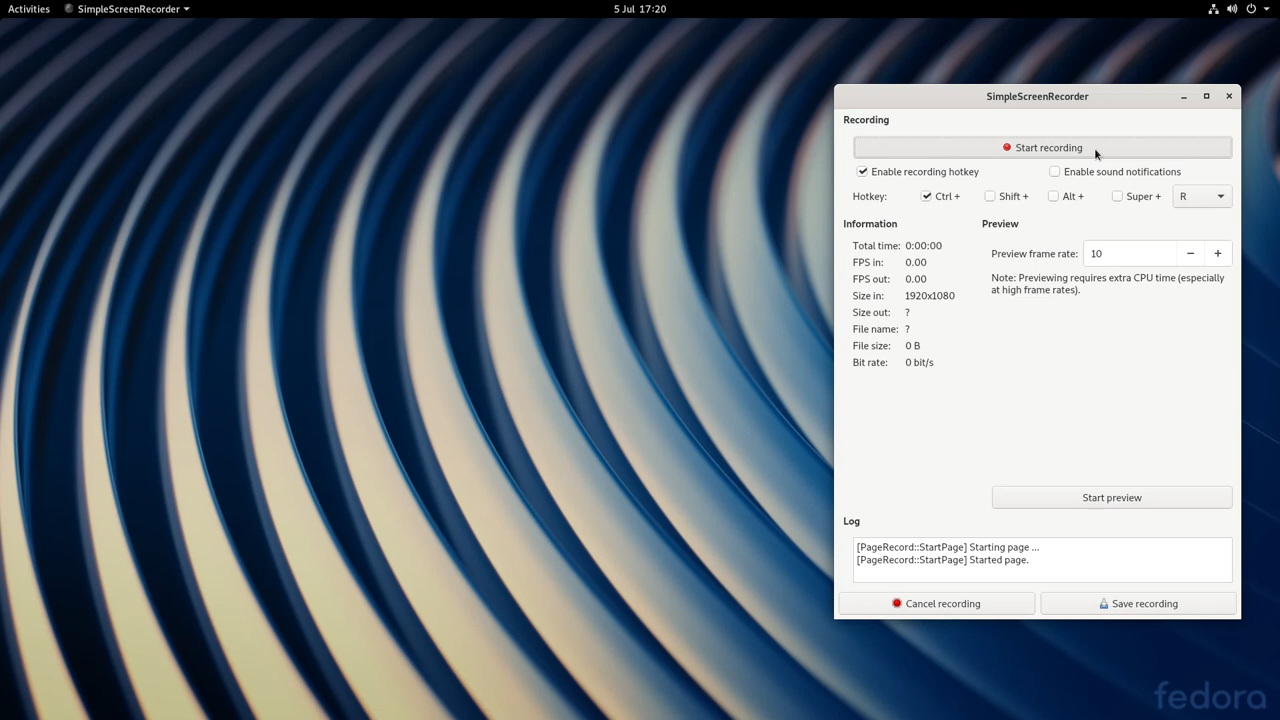 Activities SimpleScreenRecorder 5 Jul 17:20
SimpleScreenRecorder
Recording
Start recording
Enable recording hotkey Enable sound notifications
Hotkey: Ctrl + Shift + Alt + Super + R
Information
Total time: 0:00:00
FPS in: 0.00
FPS out: 0.00
Size in: 1920x1080
Size out: ?
File name: ?
File size: 0 B
Bit rate: 0 bit/s
Preview
Preview frame rate: 10
Note: Previewing requires extra CPU time (especially
at high frame rates).
Start preview
Log
[PageRecord::StartPage] Starting page ...
[PageRecord::StartPage] Started page.
Cancel recording Save recording
fedora